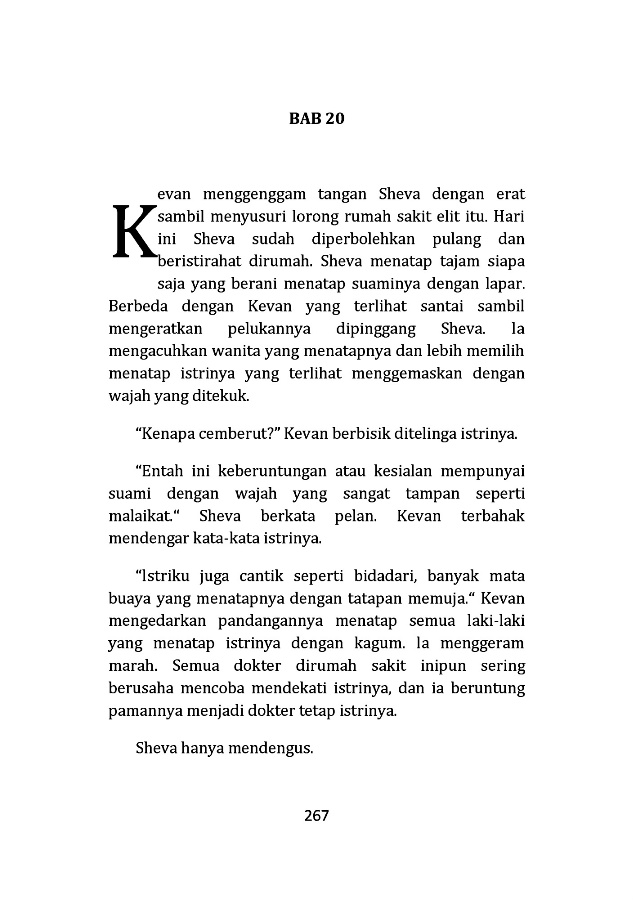 BAB 20
Kevan menggenggam tangan Sheva dengan erat
sambil menyusuri lorong rumah sakit elit itu. Hari
ini Sheva sudah diperbolehkan pulang dan
beristirahat dirumah. Sheva menatap tajam siapa
saja yang berani menatap suaminya dengan lapar.
Berbeda dengan Kevan yang terlihat santai sambil
mengeratkan pelukannya dipinggang Sheva. Ia
mengacuhkan wanita yang menatapnya dan lebih memilih
menatap istrinya yang terlihat menggemaskan dengan
wajah yang ditekuk.
“Kenapa cemberut?” Kevan berbisik ditelinga istrinya.
“Entah ini keberuntungan atau kesialan mempunyai
suami dengan wajah yang sangat tampan seperti
malaikat.“ Sheva berkata pelan. Kevan terbahak
mendengar kata-kata istrinya.
“Istriku juga cantik seperti bidadari, banyak mata
buaya yang menatapnya dengan tatapan memuja.“ Kevan
mengedarkan pandangannya menatap semua laki-laki
yang menatap istrinya dengan kagum. Ia menggeram
marah. Semua dokter dirumah sakit inipun sering
berusaha mencoba mendekati istrinya, dan ia beruntung
pamannya menjadi dokter tetap istrinya.
Sheva hanya mendengus.
267